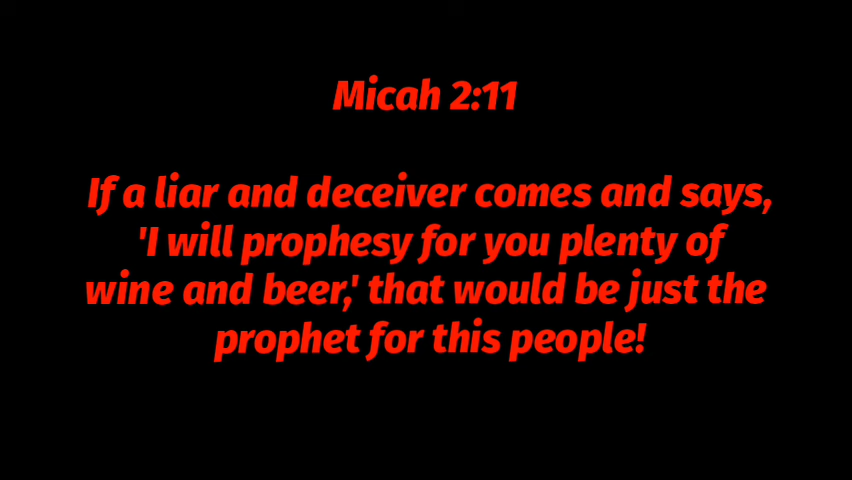 Micah 2:11
If a liar and deceiver comes and says,
'I will prophesy for you plenty of
wine and beer,' that would be just the
prophet for this people!